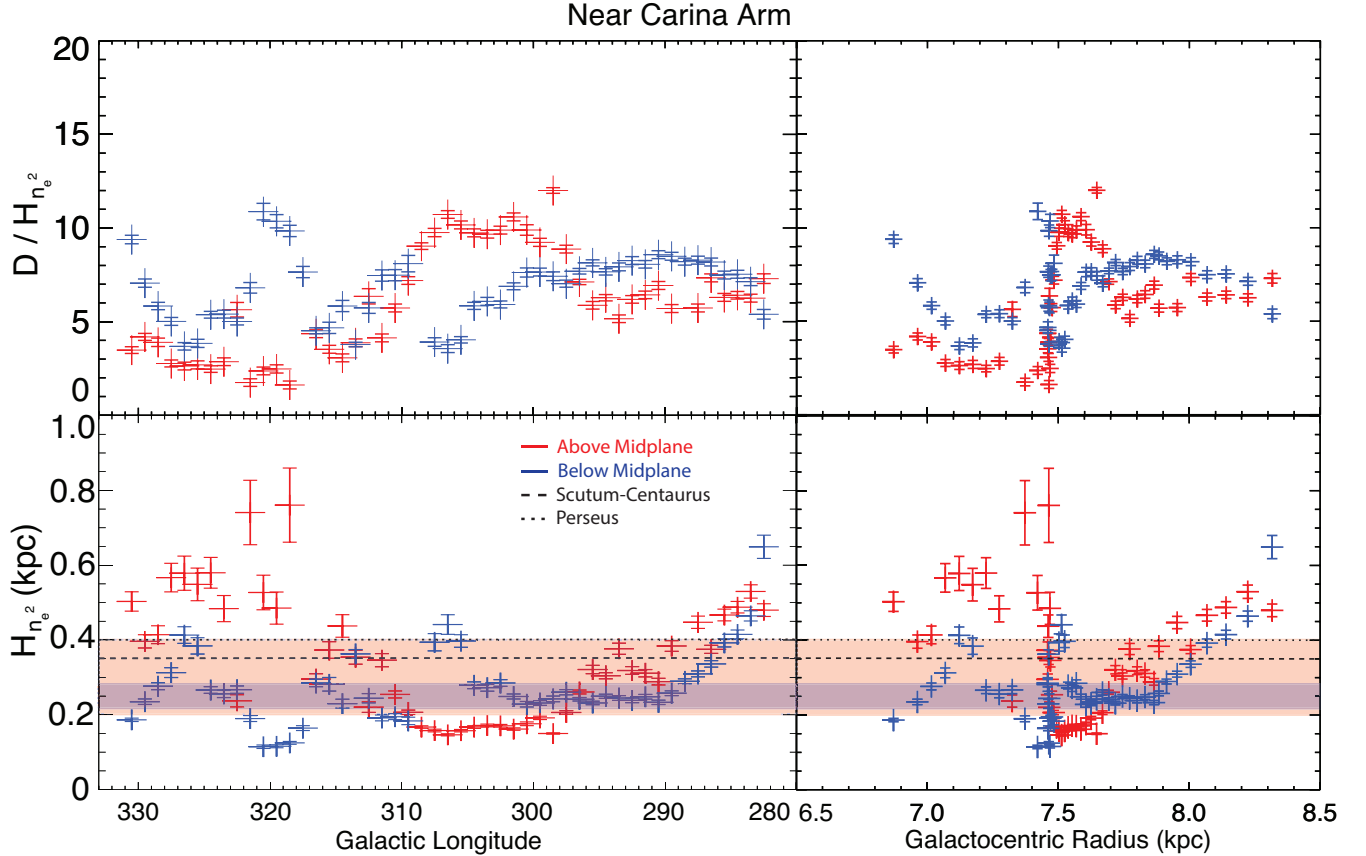 Near Carina Arm
20
15
10
5
0
D / H_{n_e^2}
1.0
0.8
0.6
0.4
0.2
0
H_{n_e^2} (kpc)
Above Midplane
Below Midplane
Scutum-Centaurus
Perseus
330 320 310 300 290 280
6.5 7.0 7.5 8.0 8.5
Galactic Longitude
Galactocentric Radius (kpc)